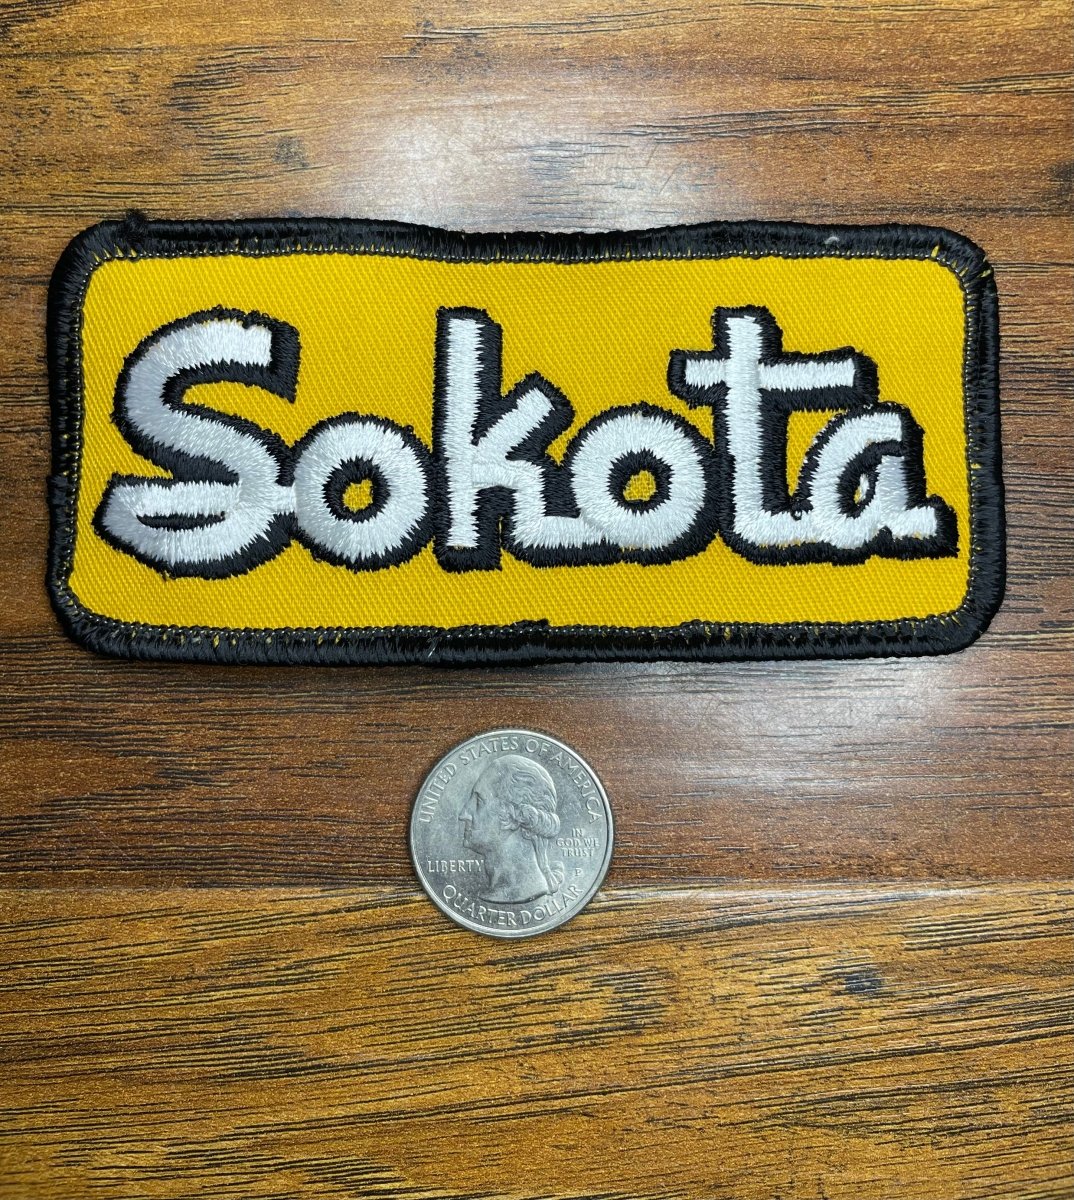 Sokota
UNITED STATES OF AMERICA
IN
GOD WE
TRUST
LIBERTY
P
QUARTER DOLLAR